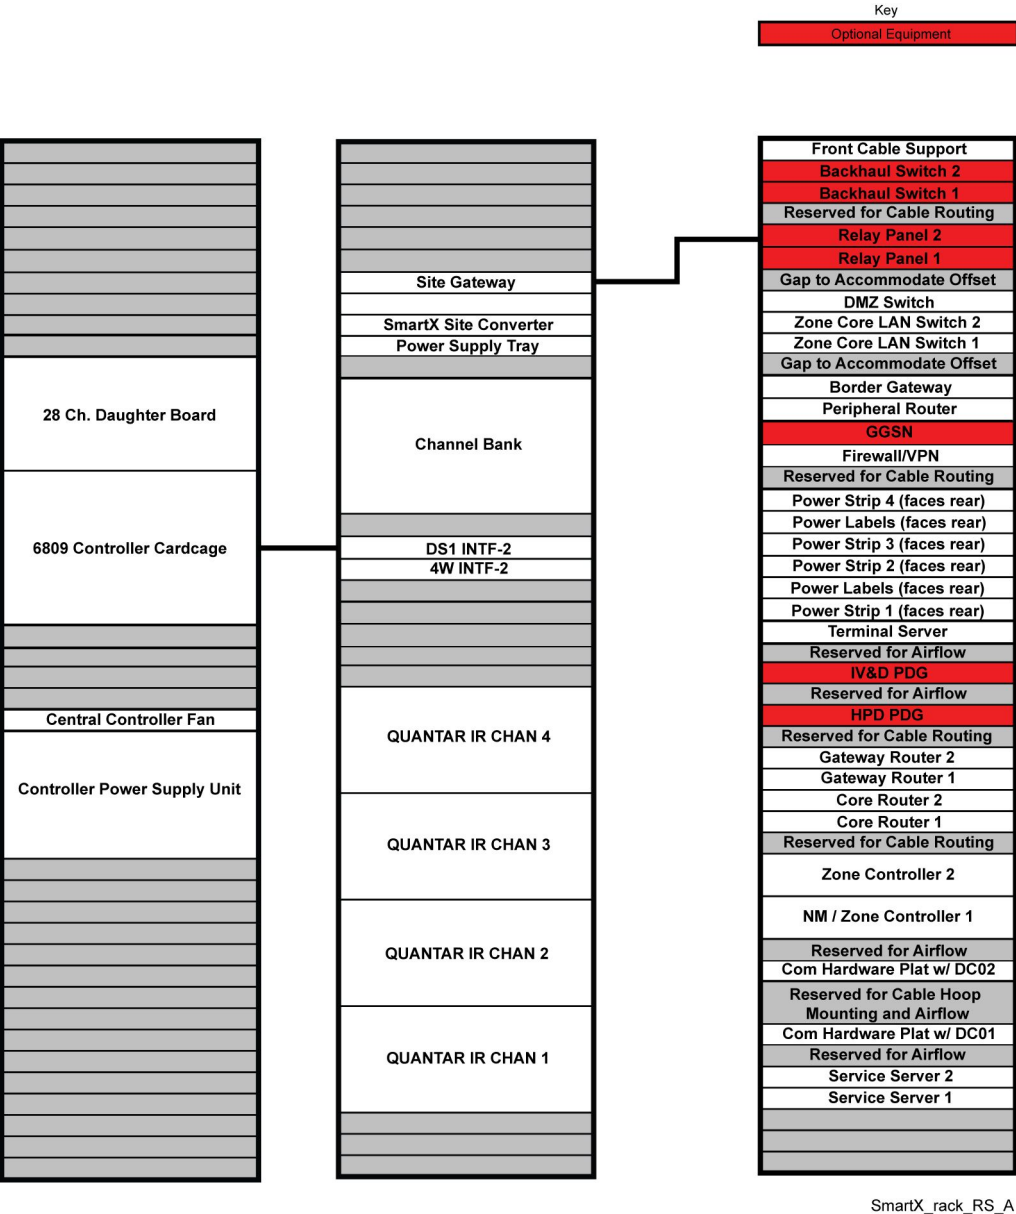 Key
Optional Equipment
28 Ch. Daughter Board
6809 Controller Cardcage
Central Controller Fan
Controller Power Supply Unit
Site Gateway
SmartX Site Converter
Power Supply Tray
Channel Bank
DS1 INTF-2
4W INTF-2
QUANTAR IR CHAN 4
QUANTAR IR CHAN 3
QUANTAR IR CHAN 2
QUANTAR IR CHAN 1
Front Cable Support
Backhaul Switch 2
Backhaul Switch 1
Reserved for Cable Routing
Relay Panel 2
Relay Panel 1
Gap to Accommodate Offset
DMZ Switch
Zone Core LAN Switch 2
Zone Core LAN Switch 1
Gap to Accommodate Offset
Border Gateway
Peripheral Router
GGSN
Firewall/VPN
Reserved for Cable Routing
Power Strip 4 (faces rear)
Power Labels (faces rear)
Power Strip 3 (faces rear)
Power Strip 2 (faces rear)
Power Labels (faces rear)
Power Strip 1 (faces rear)
Terminal Server
Reserved for Airflow
IV&D PDG
Reserved for Airflow
HPD PDG
Reserved for Cable Routing
Gateway Router 2
Gateway Router 1
Core Router 2
Core Router 1
Reserved for Cable Routing
Zone Controller 2
NM / Zone Controller 1
Reserved for Airflow
Com Hardware Plat w/ DC02
Reserved for Cable Hoop
Mounting and Airflow
Com Hardware Plat w/ DC01
Reserved for Airflow
Service Server 2
Service Server 1
SmartX_rack_RS_A